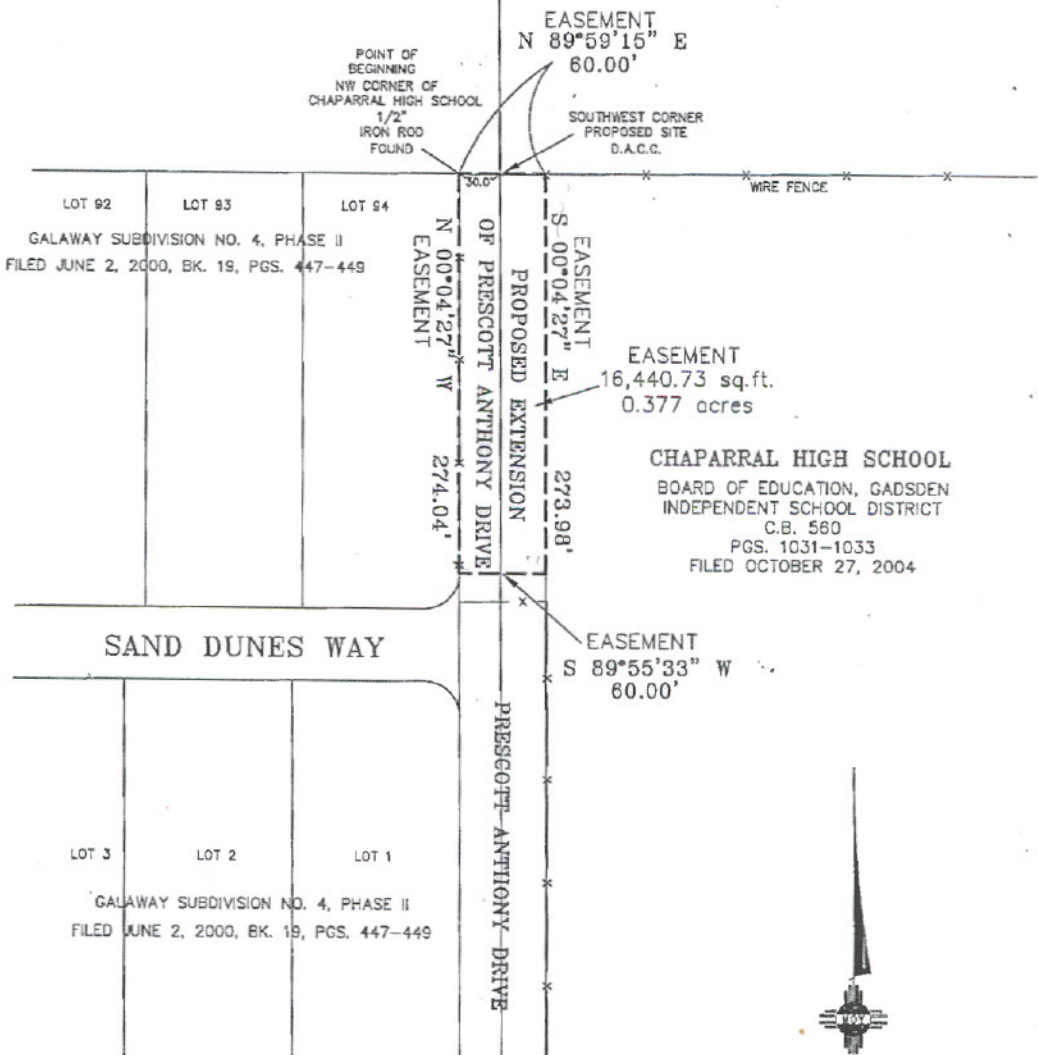 EASEMENT
N 89°59'15" E
60.00'
POINT OF
BEGINNING
NW CORNER OF
CHAPARRAL HIGH SCHOOL
1/2"
IRON ROD
FOUND
SOUTHWEST CORNER
PROPOSED SITE
D.A.C.C.
30.0'
WIRE FENCE
LOT 92
LOT 93
LOT 94
GALAWAY SUBDIVISION NO. 4, PHASE II
FILED JUNE 2, 2000, BK. 19, PGS. 447-449
N 00°04'27" W 274.04'
EASEMENT
PROPOSED EXTENSION
OF PRESCOTT ANTHONY DRIVE
EASEMENT
S 00°04'27" E 273.98'
EASEMENT
16,440.73 sq.ft.
0.377 acres
CHAPARRAL HIGH SCHOOL
BOARD OF EDUCATION, GADSDEN
INDEPENDENT SCHOOL DISTRICT
C.B. 560
PGS. 1031-1033
FILED OCTOBER 27, 2004
SAND DUNES WAY
EASEMENT
S 89°55'33" W
60.00'
PRESCOTT ANTHONY DRIVE
LOT 3
LOT 2
LOT 1
GALAWAY SUBDIVISION NO. 4, PHASE II
FILED JUNE 2, 2000, BK. 19, PGS. 447-449